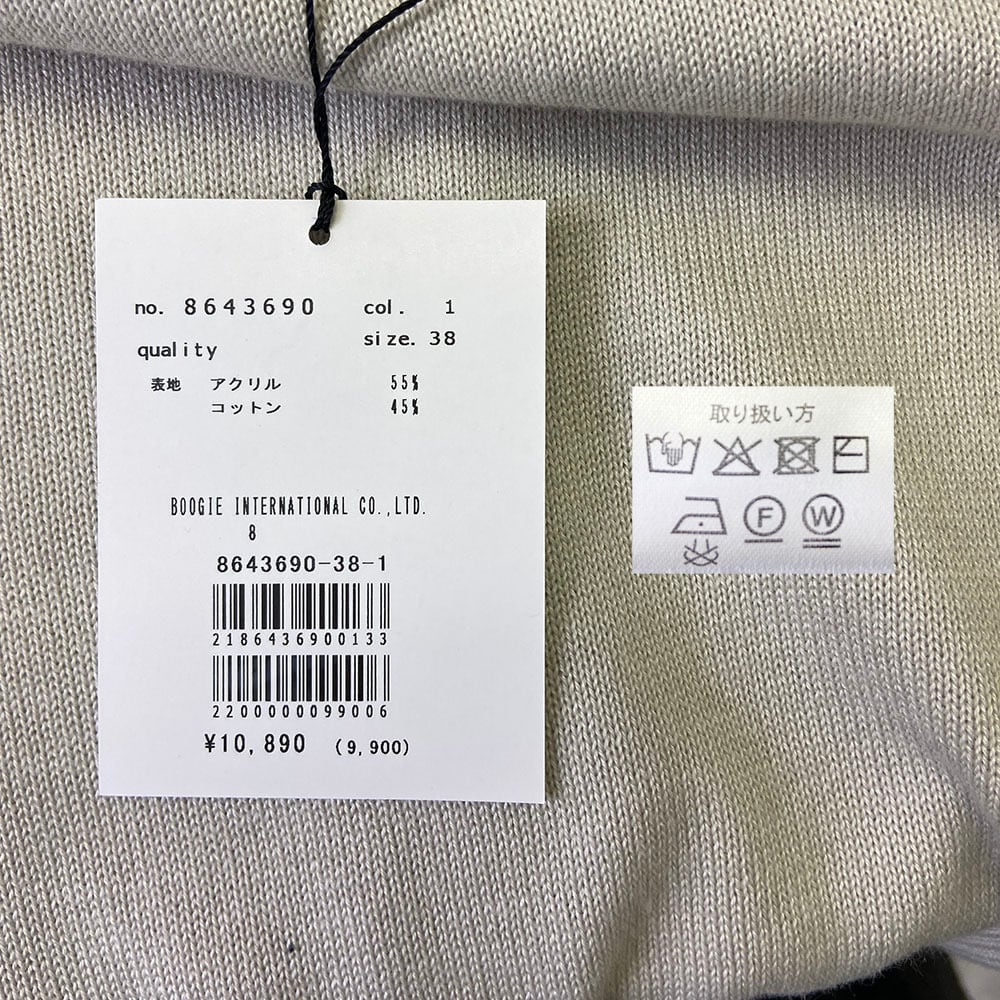 no. 8643690 col. 1
size. 38
quality
表地 アクリル 55%
コットン 45%
BOOGIE INTERNATIONAL CO.,LTD.
8
8643690-38-1
2186436900133
2200000099006
¥10,890 (9,900)
取り扱い方
F W